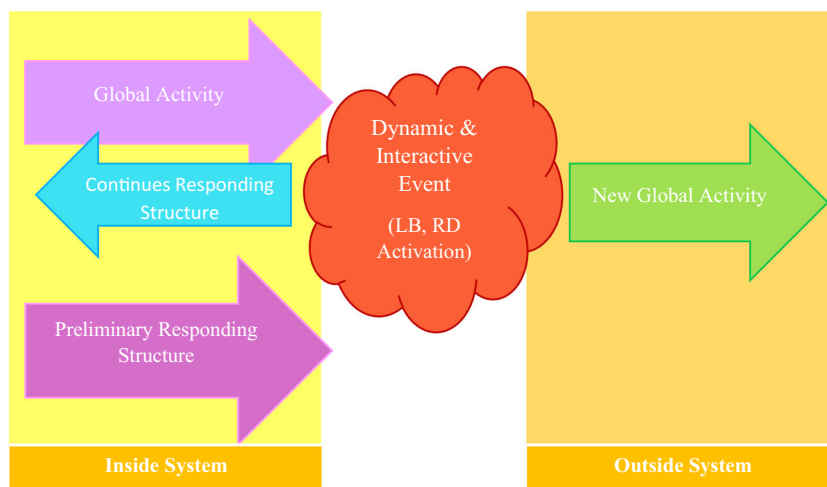 Global Activity
Continues Responding
Structure
Preliminary Responding
Structure
Inside System
Dynamic &
Interactive
Event
(LB, RD
Activation)
New Global Activity
Outside System